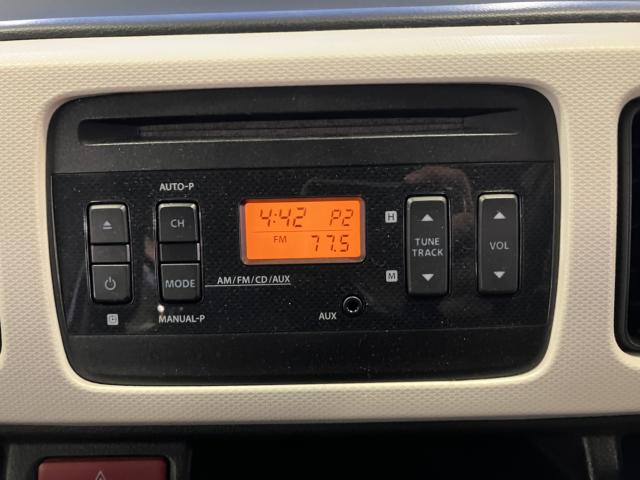 AUTO-P
CH
4:42 P2
FM 77.5
H
TUNE
TRACK
VOL
MODE
AM/FM/CD/AUX
M
MANUAL-P
AUX